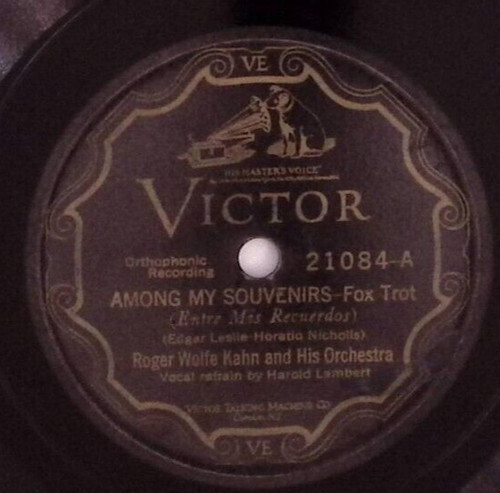 VE
"HIS MASTER'S VOICE"
VICTOR
Orthophonic
Recording
21084-A
AMONG MY SOUVENIRS-Fox Trot
(Entre Mis Recuerdos)
(Edgar Leslie-Horatio Nicholls)
Roger Wolfe Kahn and His Orchestra
Vocal refrain by Harold Lambert
VICTOR TALKING MACHINE CO.
Camden, N.J.
VE